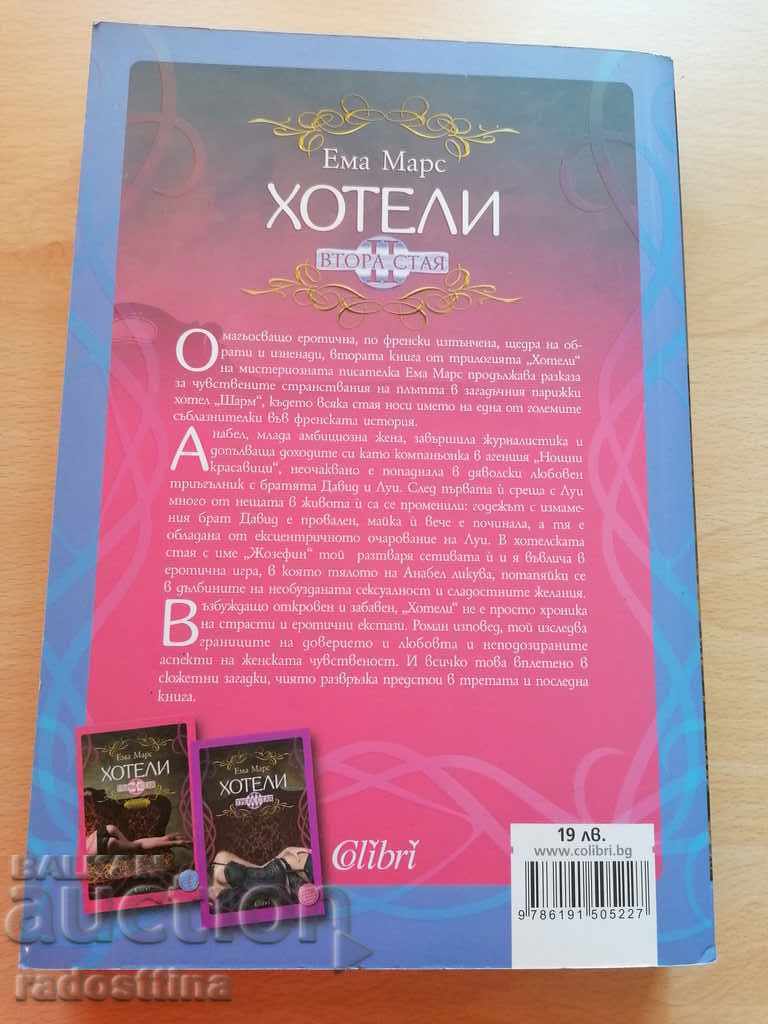 Ема Марс
ХОТЕЛИ
II
ВТОРА СТАЯ
Омагьосващо еротична, по френски изтънчена, щедра на об-
рати и изненади, втората книга от трилогията „Хотели“
на мистериозната писателка Ема Марс продължава разказа
за чувствените странствания на плътта в загадъчния парижки
хотел „Шарм“, където всяка стая носи името на една от големите
съблазнителки във френската история.
Анабел, млада амбициозна жена, завършила журналистика и
допълваща доходите си като компаньонка в агенция „Нощни
красавици“, неочаквано е попаднала в дяволски любовен
триъгълник с братята Давид и Луи. След първата ѝ среща с Луи
много от нещата в живота ѝ са се променили: годежът с измаме-
ния брат Давид е провален, майка ѝ вече е починала, а тя е
обладана от ексцентричното очарование на Луи. В хотелската
стая с име „Жозефин“ той разтваря сетивата ѝ и я въвлича в
еротична игра, в която тялото на Анабел ликува, потапяйки се
в дълбините на необузданата сексуалност и сладостните желания.
Възбуждащо откровен и забавен, „Хотели“ не е просто хроника
на страсти и еротични екстази. Роман изповед, той изследва
границите на доверието и любовта и неподозираните
аспекти на женската чувственост. И всичко това вплетено в
сюжетни загадки, чиято развръзка предстои в третата и последна
книга.
Ема Марс
ХОТЕЛИ
Ема Марс
ХОТЕЛИ
Colibri
Colibri
19 лв.
www.colibri.bg
9 786191 505227
БАLKAN
auction
radosttina